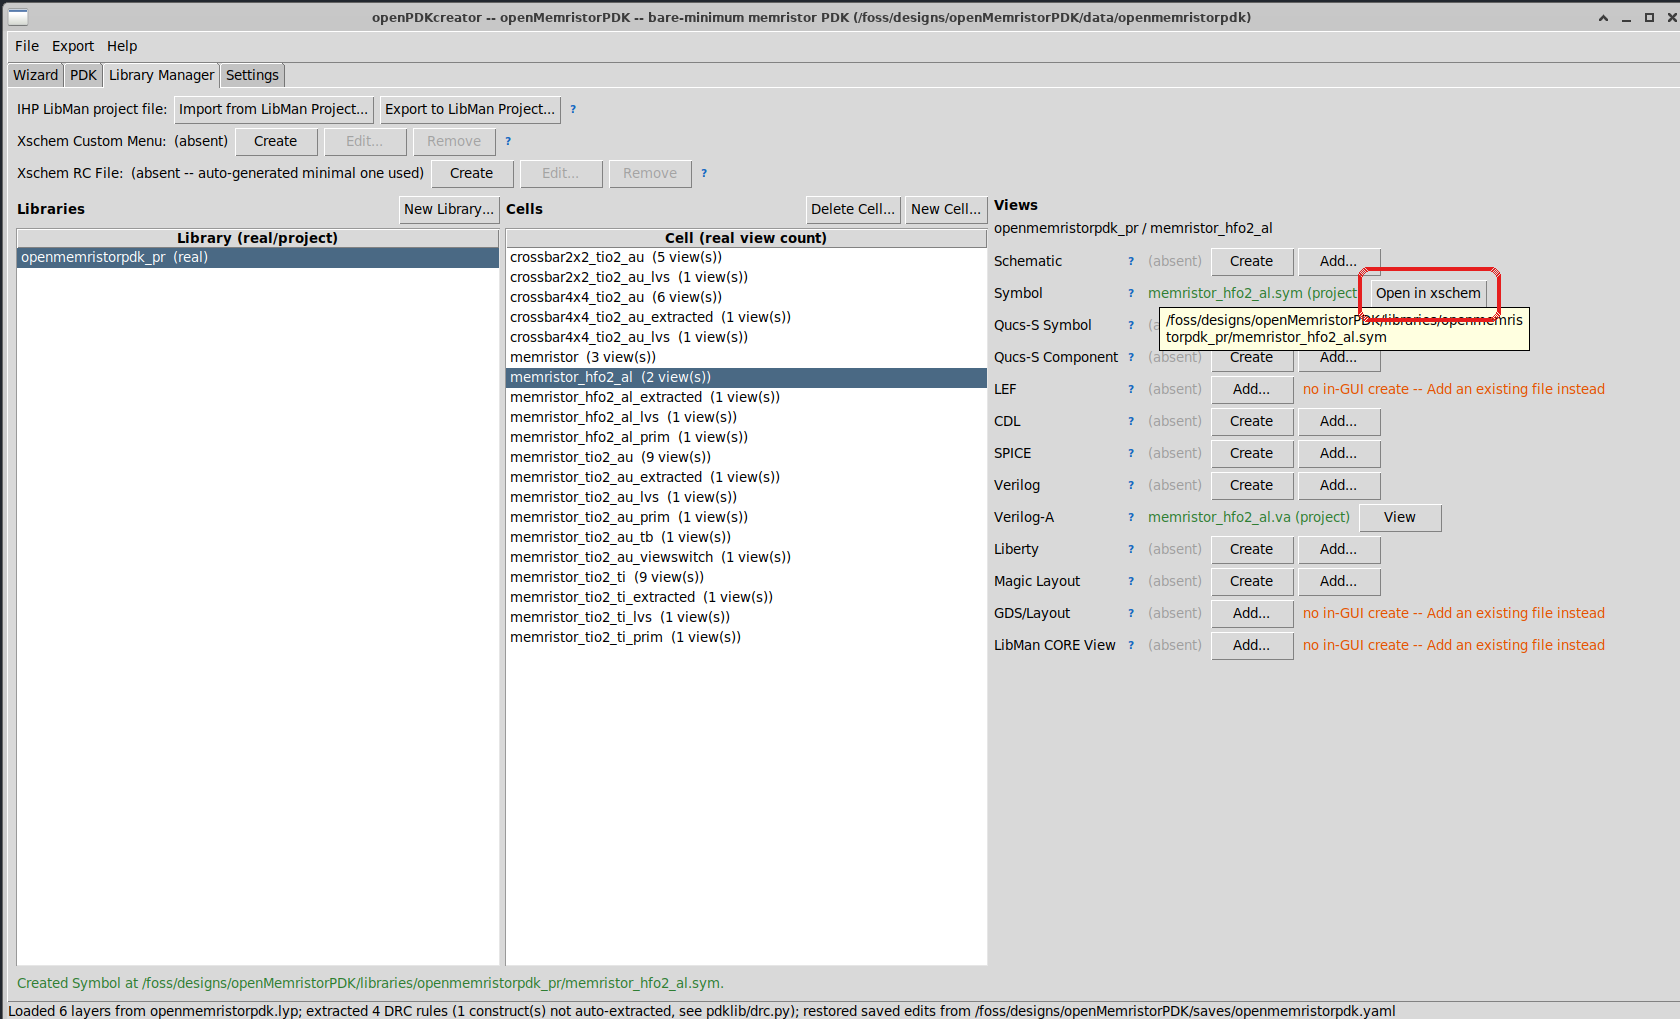 openPDKcreator -- openMemristorPDK -- bare-minimum memristor PDK (/foss/designs/openMemristorPDK/data/openmemristorpdk)
File Export Help
Wizard PDK Library Manager Settings
IHP LibMan project file: Import from LibMan Project... Export to LibMan Project... ?
Xschem Custom Menu: (absent) Create Edit... Remove ?
Xschem RC File: (absent -- auto-generated minimal one used) Create Edit... Remove ?
Libraries New Library...
Library (real/project)
openmemristorpdk_pr (real)
Cells Delete Cell... New Cell...
Cell (real view count)
crossbar2x2_tio2_au (5 view(s))
crossbar2x2_tio2_au_lvs (1 view(s))
crossbar4x4_tio2_au (6 view(s))
crossbar4x4_tio2_au_extracted (1 view(s))
crossbar4x4_tio2_au_lvs (1 view(s))
memristor (3 view(s))
memristor_hfo2_al (2 view(s))
memristor_hfo2_al_extracted (1 view(s))
memristor_hfo2_al_lvs (1 view(s))
memristor_hfo2_al_prim (1 view(s))
memristor_tio2_au (9 view(s))
memristor_tio2_au_extracted (1 view(s))
memristor_tio2_au_lvs (1 view(s))
memristor_tio2_au_prim (1 view(s))
memristor_tio2_au_tb (1 view(s))
memristor_tio2_au_viewswitch (1 view(s))
memristor_tio2_ti (9 view(s))
memristor_tio2_ti_extracted (1 view(s))
memristor_tio2_ti_lvs (1 view(s))
memristor_tio2_ti_prim (1 view(s))
Views
openmemristorpdk_pr / memristor_hfo2_al
Schematic ? (absent) Create Add...
Symbol ? memristor_hfo2_al.sym (project Open in xschem
Qucs-S Symbol ?
/foss/designs/openMemristorPDK/libraries/openmemris
torpdk_pr/memristor_hfo2_al.sym
Qucs-S Component ? (absent) Create Add...
LEF ? (absent) Add... no in-GUI create -- Add an existing file instead
CDL ? (absent) Create Add...
SPICE ? (absent) Create Add...
Verilog ? (absent) Create Add...
Verilog-A ? memristor_hfo2_al.va (project) View
Liberty ? (absent) Create Add...
Magic Layout ? (absent) Create Add...
GDS/Layout ? (absent) Add... no in-GUI create -- Add an existing file instead
LibMan CORE View ? (absent) Add... no in-GUI create -- Add an existing file instead
Created Symbol at /foss/designs/openMemristorPDK/libraries/openmemristorpdk_pr/memristor_hfo2_al.sym.
Loaded 6 layers from openmemristorpdk.lyp; extracted 4 DRC rules (1 construct(s) not auto-extracted, see pdklib/drc.py); restored saved edits from /foss/designs/openMemristorPDK/saves/openmemristorpdk.yaml